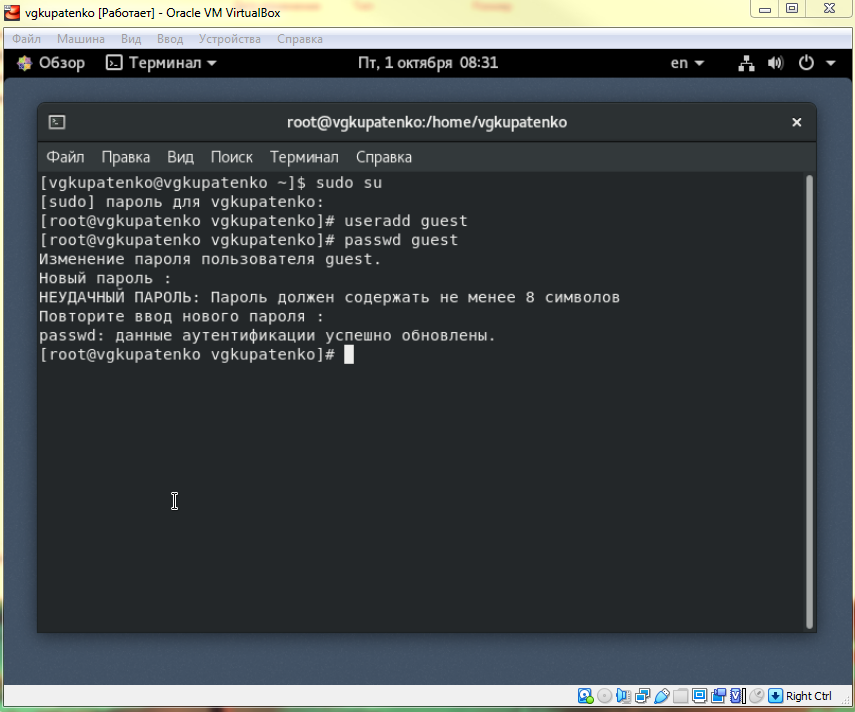 vgkupatenko [Работает] - Oracle VM VirtualBox
Файл Машина Вид Ввод Устройства Справка
Обзор Терминал Пт, 1 октября 08:31 en
root@vgkupatenko:/home/vgkupatenko
Файл Правка Вид Поиск Терминал Справка
[vgkupatenko@vgkupatenko ~]$ sudo su
[sudo] пароль для vgkupatenko:
[root@vgkupatenko vgkupatenko]# useradd guest
[root@vgkupatenko vgkupatenko]# passwd guest
Изменение пароля пользователя guest.
Новый пароль :
НЕУДАЧНЫЙ ПАРОЛЬ: Пароль должен содержать не менее 8 символов
Повторите ввод нового пароля :
passwd: данные аутентификации успешно обновлены.
[root@vgkupatenko vgkupatenko]#
Right Ctrl